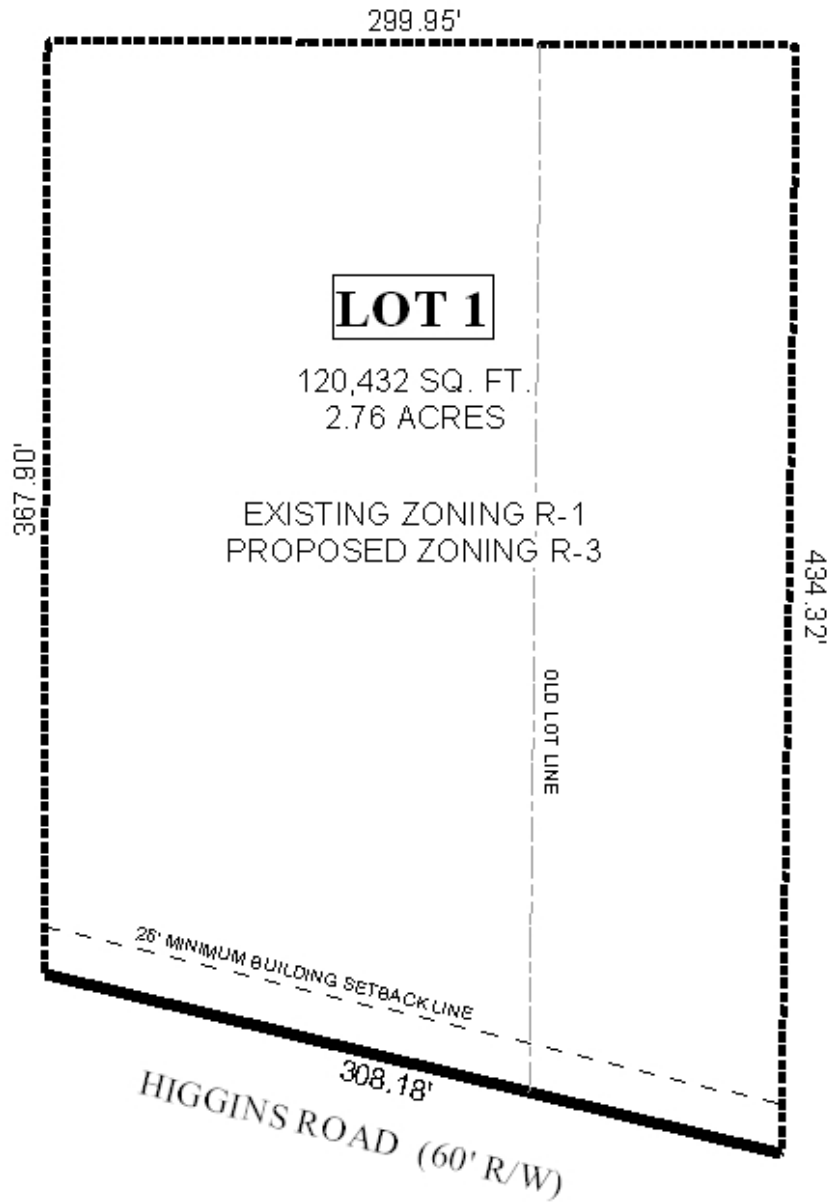 299.95'
LOT 1
120,432 SQ. FT.
2.76 ACRES
367.90'
EXISTING ZONING R-1
PROPOSED ZONING R-3
434.32'
OLD LOT LINE
25' MINIMUM BUILDING SETBACK LINE
308.18'
HIGGINS ROAD (60' R/W)